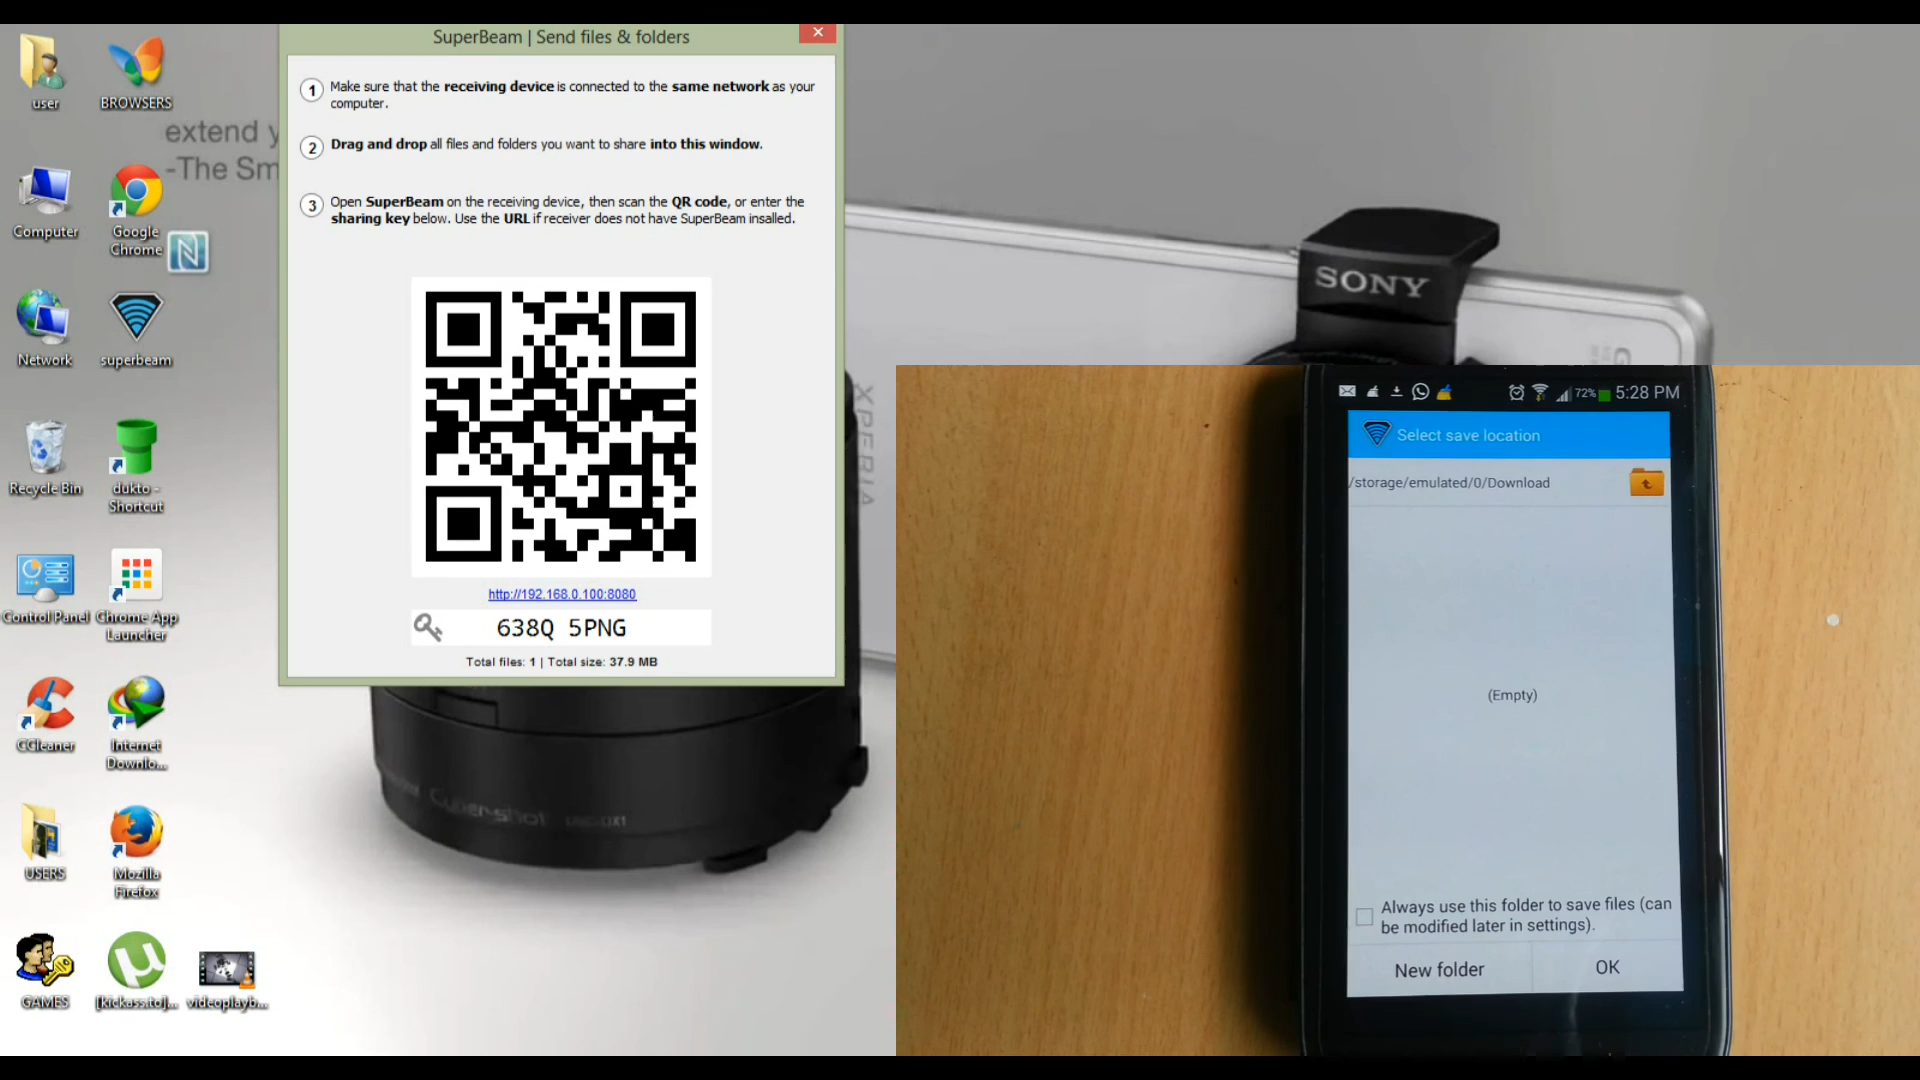 SuperBeam | Send files & folders
1 Make sure that the receiving device is connected to the same network as your
computer.
2 Drag and drop all files and folders you want to share into this window.
3 Open SuperBeam on the receiving device, then scan the QR code, or enter the
sharing key below. Use the URL if receiver does not have SuperBeam insalled.
http://192.168.0.100:8080
638Q 5PNG
Total files: 1 | Total size: 37.9 MB
user
BROWSERS
extend
-The Sm
Computer
Google
Chrome
N
Network
superbeam
Recycle Bin
dukto -
Shortcut
Control Panel
Chrome App
Launcher
CCleaner
Internet
Downlo...
USERS
Mozilla
Firefox
GAMES
[kickass.to]...
videoplayb...
SONY
XPERIA
Cyber-shot
72% 5:28 PM
Select save location
/storage/emulated/0/Download
(Empty)
Always use this folder to save files (can
be modified later in settings).
New folder
OK